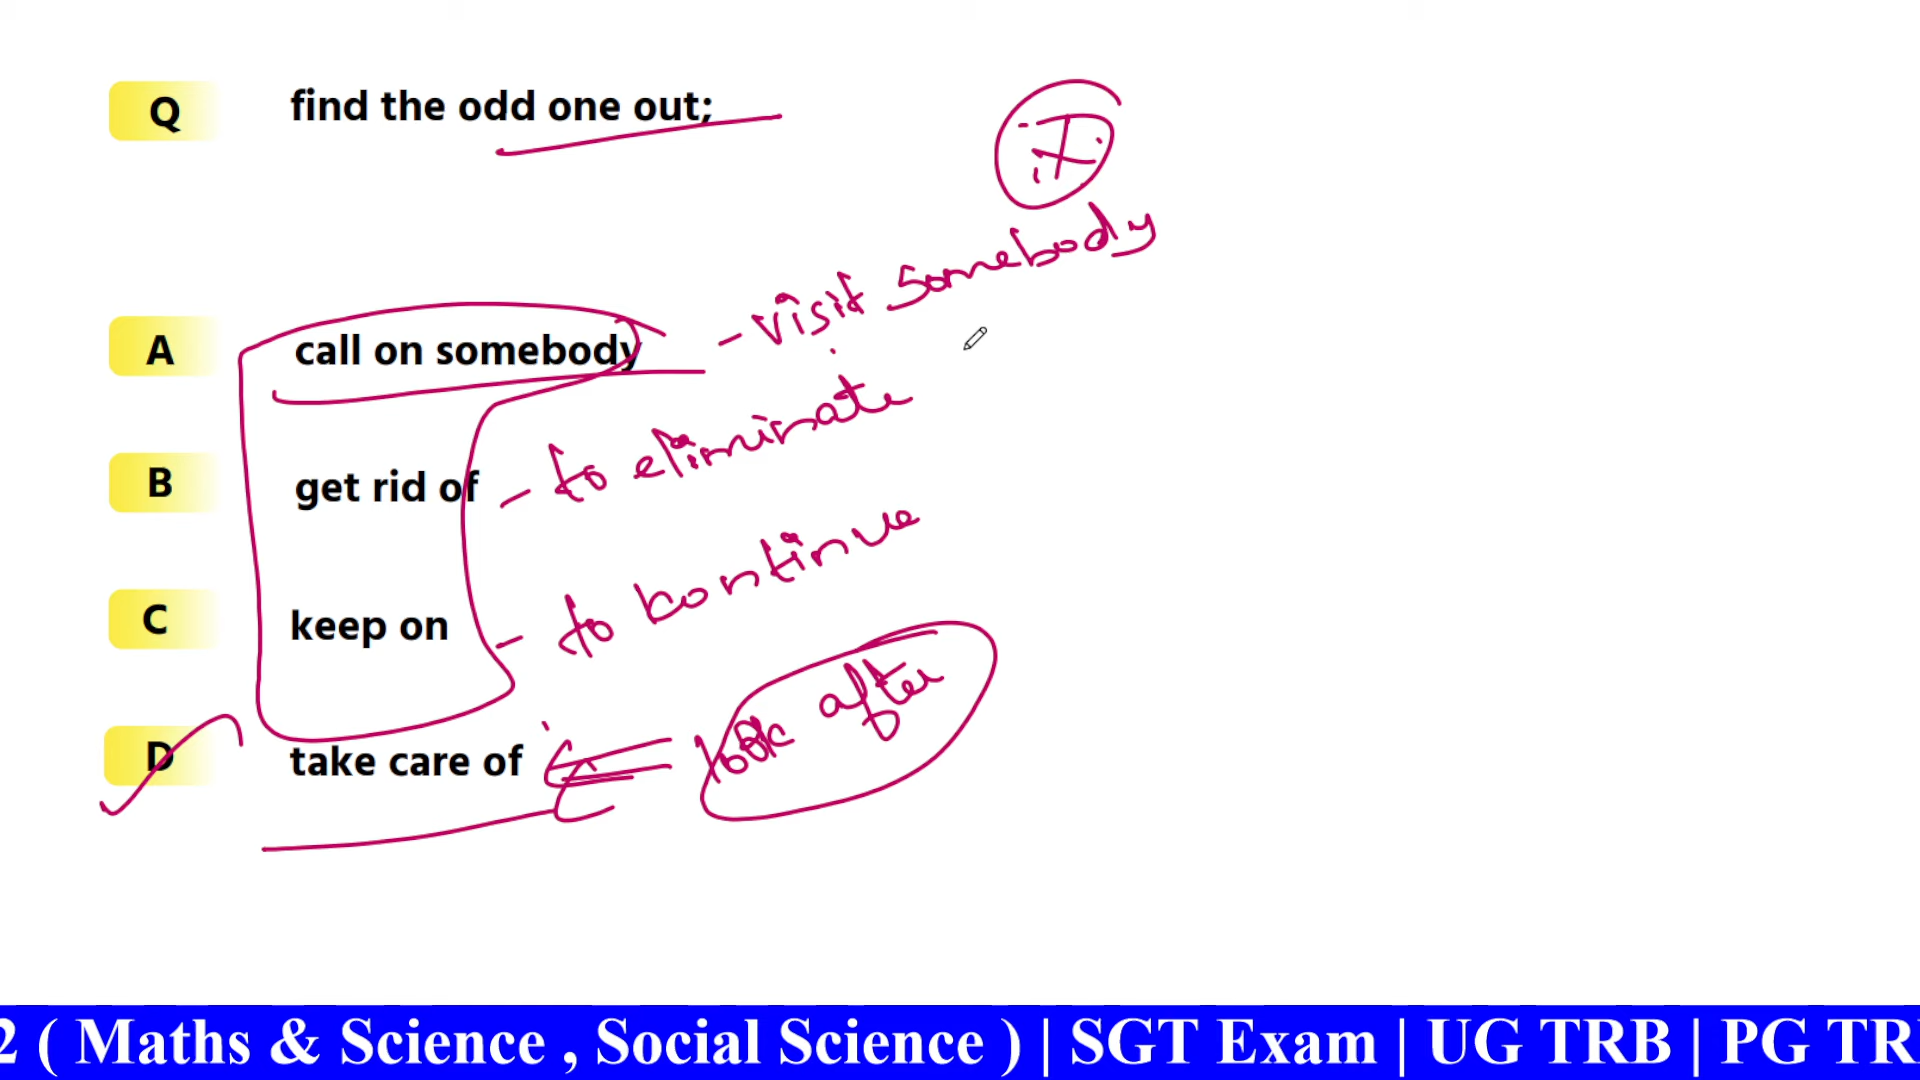 Q find the odd one out;
A call on somebody - visit somebody
B get rid of - to eliminate
C keep on - to continue
D take care of look after
2 ( Maths & Science , Social Science ) | SGT Exam | UG TRB | PG TR